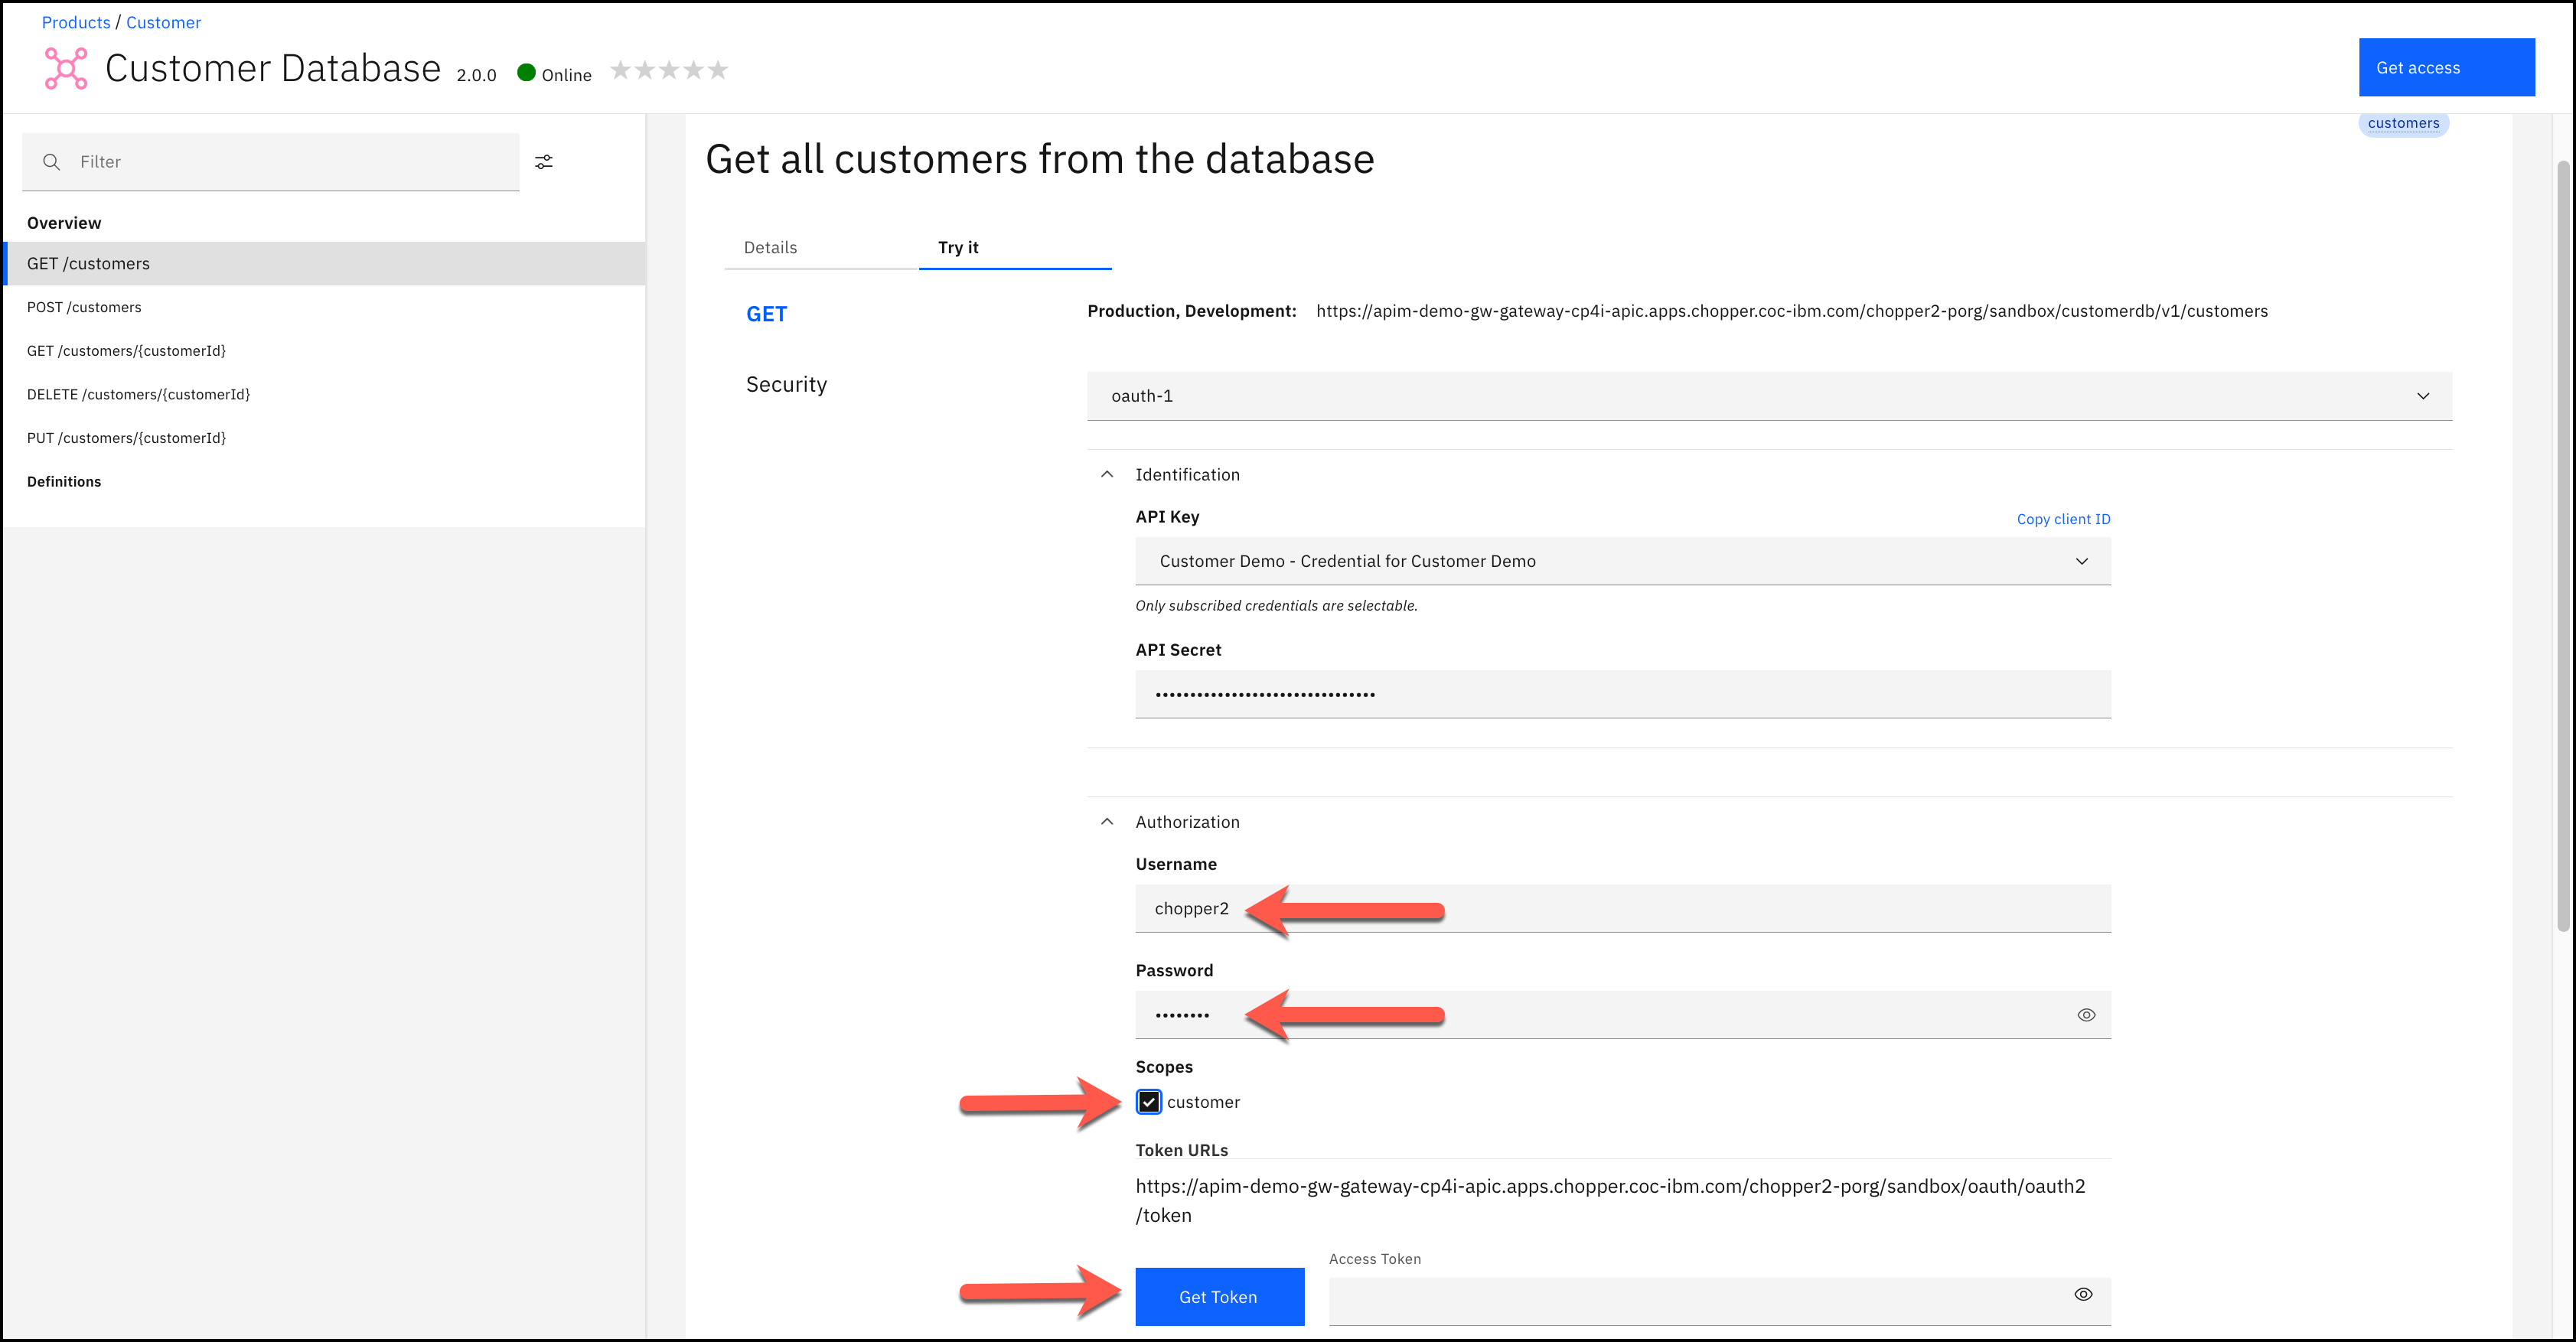 Products / Customer
Customer Database 2.0.0 Online
Get access
Filter
Overview
GET /customers
POST /customers
GET /customers/{customerId}
DELETE /customers/{customerId}
PUT /customers/{customerId}
Definitions
customers
Get all customers from the database
Details Try it
GET
Production, Development: https://apim-demo-gw-gateway-cp4i-apic.apps.chopper.coc-ibm.com/chopper2-porg/sandbox/customerdb/v1/customers
Security
oauth-1
Identification
API Key
Copy client ID
Customer Demo - Credential for Customer Demo
Only subscribed credentials are selectable.
API Secret
••••••••••••••••••••••••••••••••
Authorization
Username
chopper2
Password
••••••••
Scopes
customer
Token URLs
https://apim-demo-gw-gateway-cp4i-apic.apps.chopper.coc-ibm.com/chopper2-porg/sandbox/oauth/oauth2
/token
Access Token
Get Token